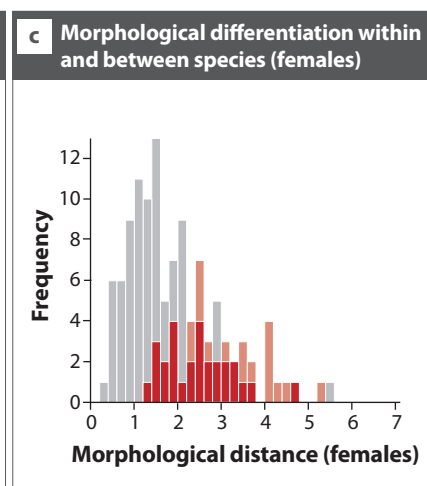 c Morphological differentiation within
and between species (females)
12
10
8
6
4
2
0
Frequency
0 1 2 3 4 5 6 7
Morphological distance (females)